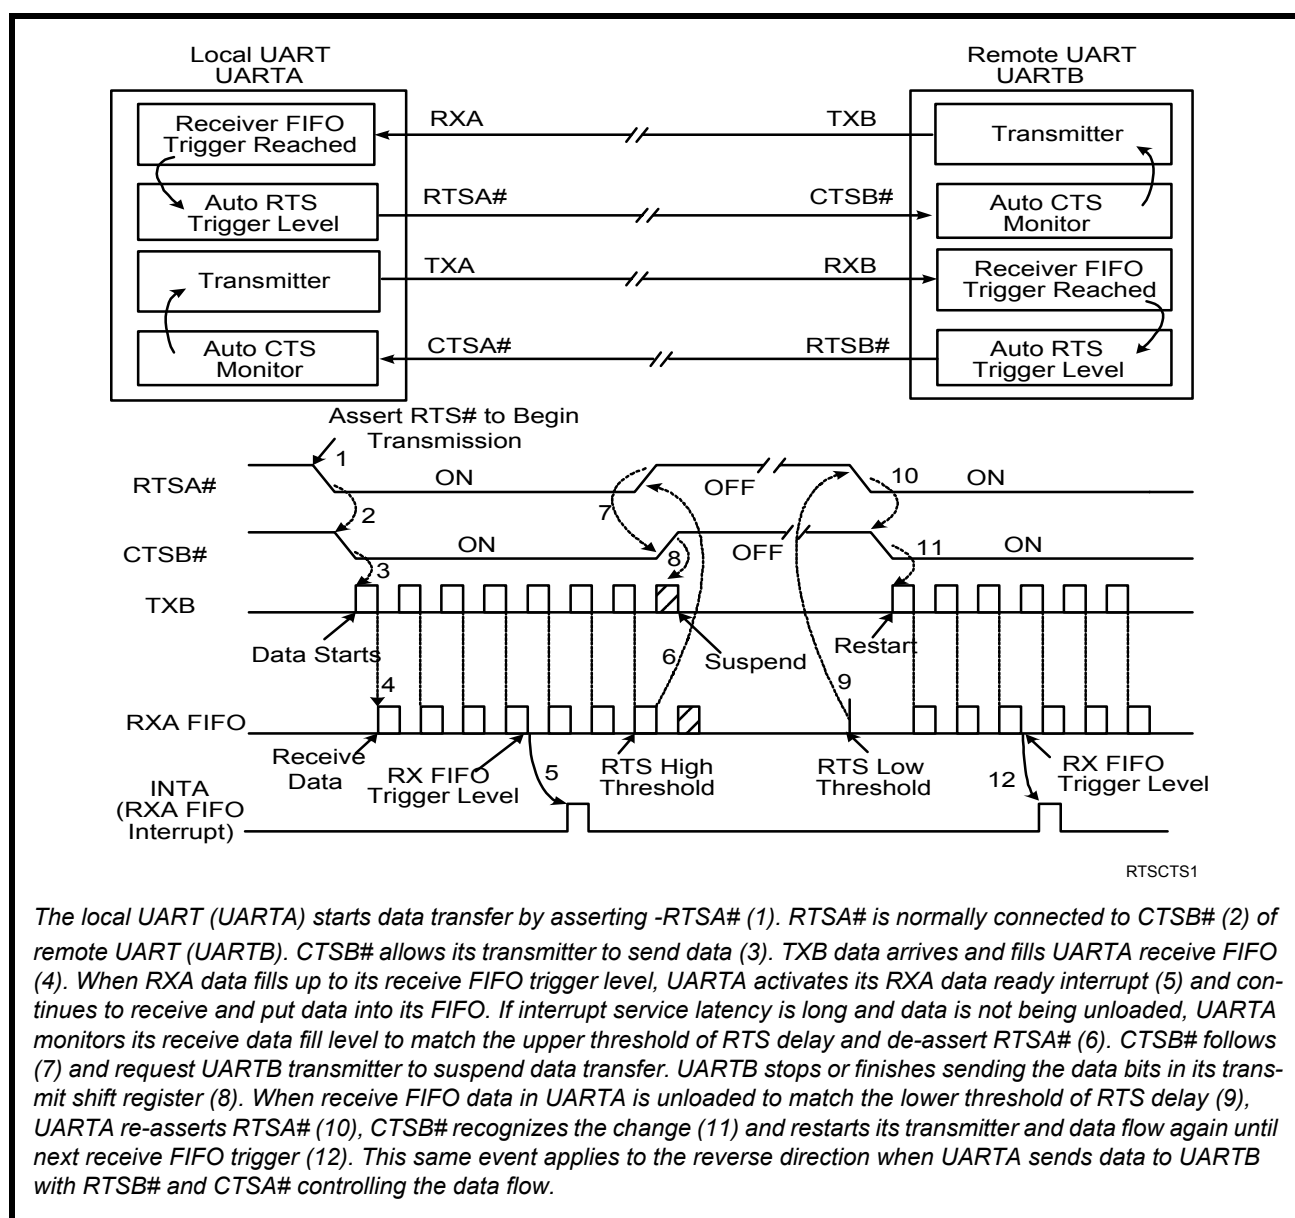 Local UART
UARTA
Remote UART
UARTB
Receiver FIFO
Trigger Reached
RXA
TXB
Transmitter
Auto RTS
Trigger Level
RTSA#
CTSB#
Auto CTS
Monitor
Transmitter
TXA
RXB
Receiver FIFO
Trigger Reached
Auto CTS
Monitor
CTSA#
RTSB#
Auto RTS
Trigger Level
Assert RTS# to Begin
Transmission
RTSA#
1
ON
OFF
10
ON
2
7
CTSB#
ON
8
OFF
11
ON
3
TXB
Data Starts
6
Suspend
Restart
4
9
RXA FIFO
Receive
Data
RX FIFO
Trigger Level
5
RTS High
Threshold
RTS Low
Threshold
12
RX FIFO
Trigger Level
INTA
(RXA FIFO
Interrupt)
RTSCTS1
The local UART (UARTA) starts data transfer by asserting -RTSA# (1). RTSA# is normally connected to CTSB# (2) of
remote UART (UARTB). CTSB# allows its transmitter to send data (3). TXB data arrives and fills UARTA receive FIFO
(4). When RXA data fills up to its receive FIFO trigger level, UARTA activates its RXA data ready interrupt (5) and con-
tinues to receive and put data into its FIFO. If interrupt service latency is long and data is not being unloaded, UARTA
monitors its receive data fill level to match the upper threshold of RTS delay and de-assert RTSA# (6). CTSB# follows
(7) and request UARTB transmitter to suspend data transfer. UARTB stops or finishes sending the data bits in its trans-
mit shift register (8). When receive FIFO data in UARTA is unloaded to match the lower threshold of RTS delay (9),
UARTA re-asserts RTSA# (10), CTSB# recognizes the change (11) and restarts its transmitter and data flow again until
next receive FIFO trigger (12). This same event applies to the reverse direction when UARTA sends data to UARTB
with RTSB# and CTSA# controlling the data flow.